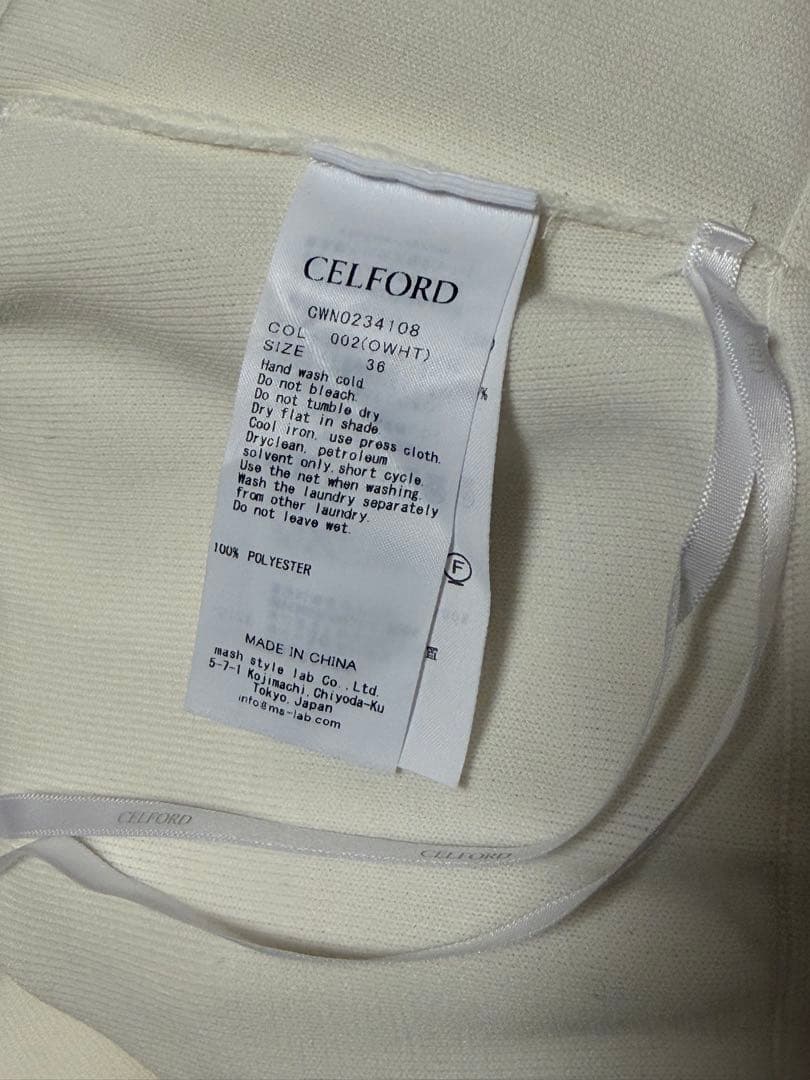 CELFORD
CWN0234108
COL 002(OWHT)
SIZE 36
Hand wash cold.
Do not bleach.
Do not tumble dry.
Dry flat in shade.
Cool iron, use press cloth.
Dryclean, petroleum
solvent only, short cycle.
Use the net when washing.
Wash the laundry separately
from other laundry.
Do not leave wet.
100% POLYESTER
MADE IN CHINA
mash style lab Co., Ltd.
5-7-1 Kojimachi, Chiyoda-Ku
Tokyo, Japan
info@ms-lab.com
%
F
CELFORD
CELFORD